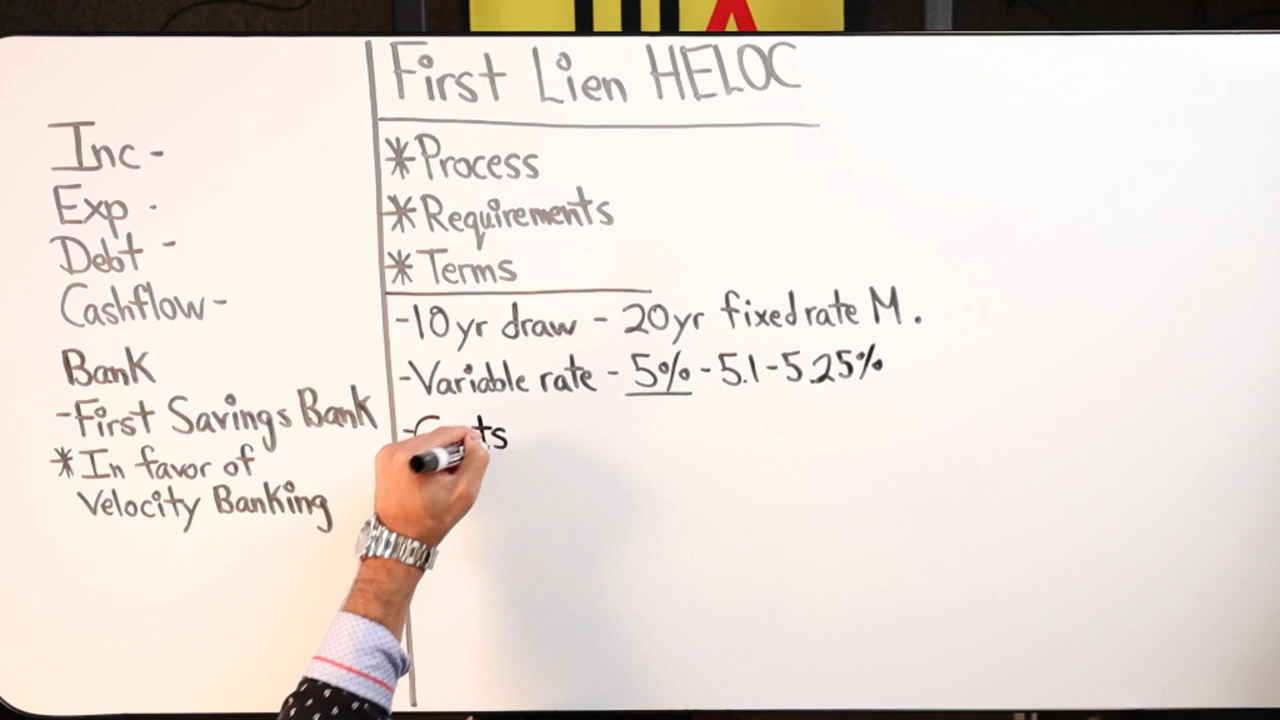 Inc -
Exp -
Debt -
Cashflow -
Bank
- First Savings Bank
* In favor of
Velocity Banking
First Lien HELOC
* Process
* Requirements
* Terms
- 10 yr draw - 20 yr fixed rate M.
- Variable rate - 5% - 5.1 - 5.25%